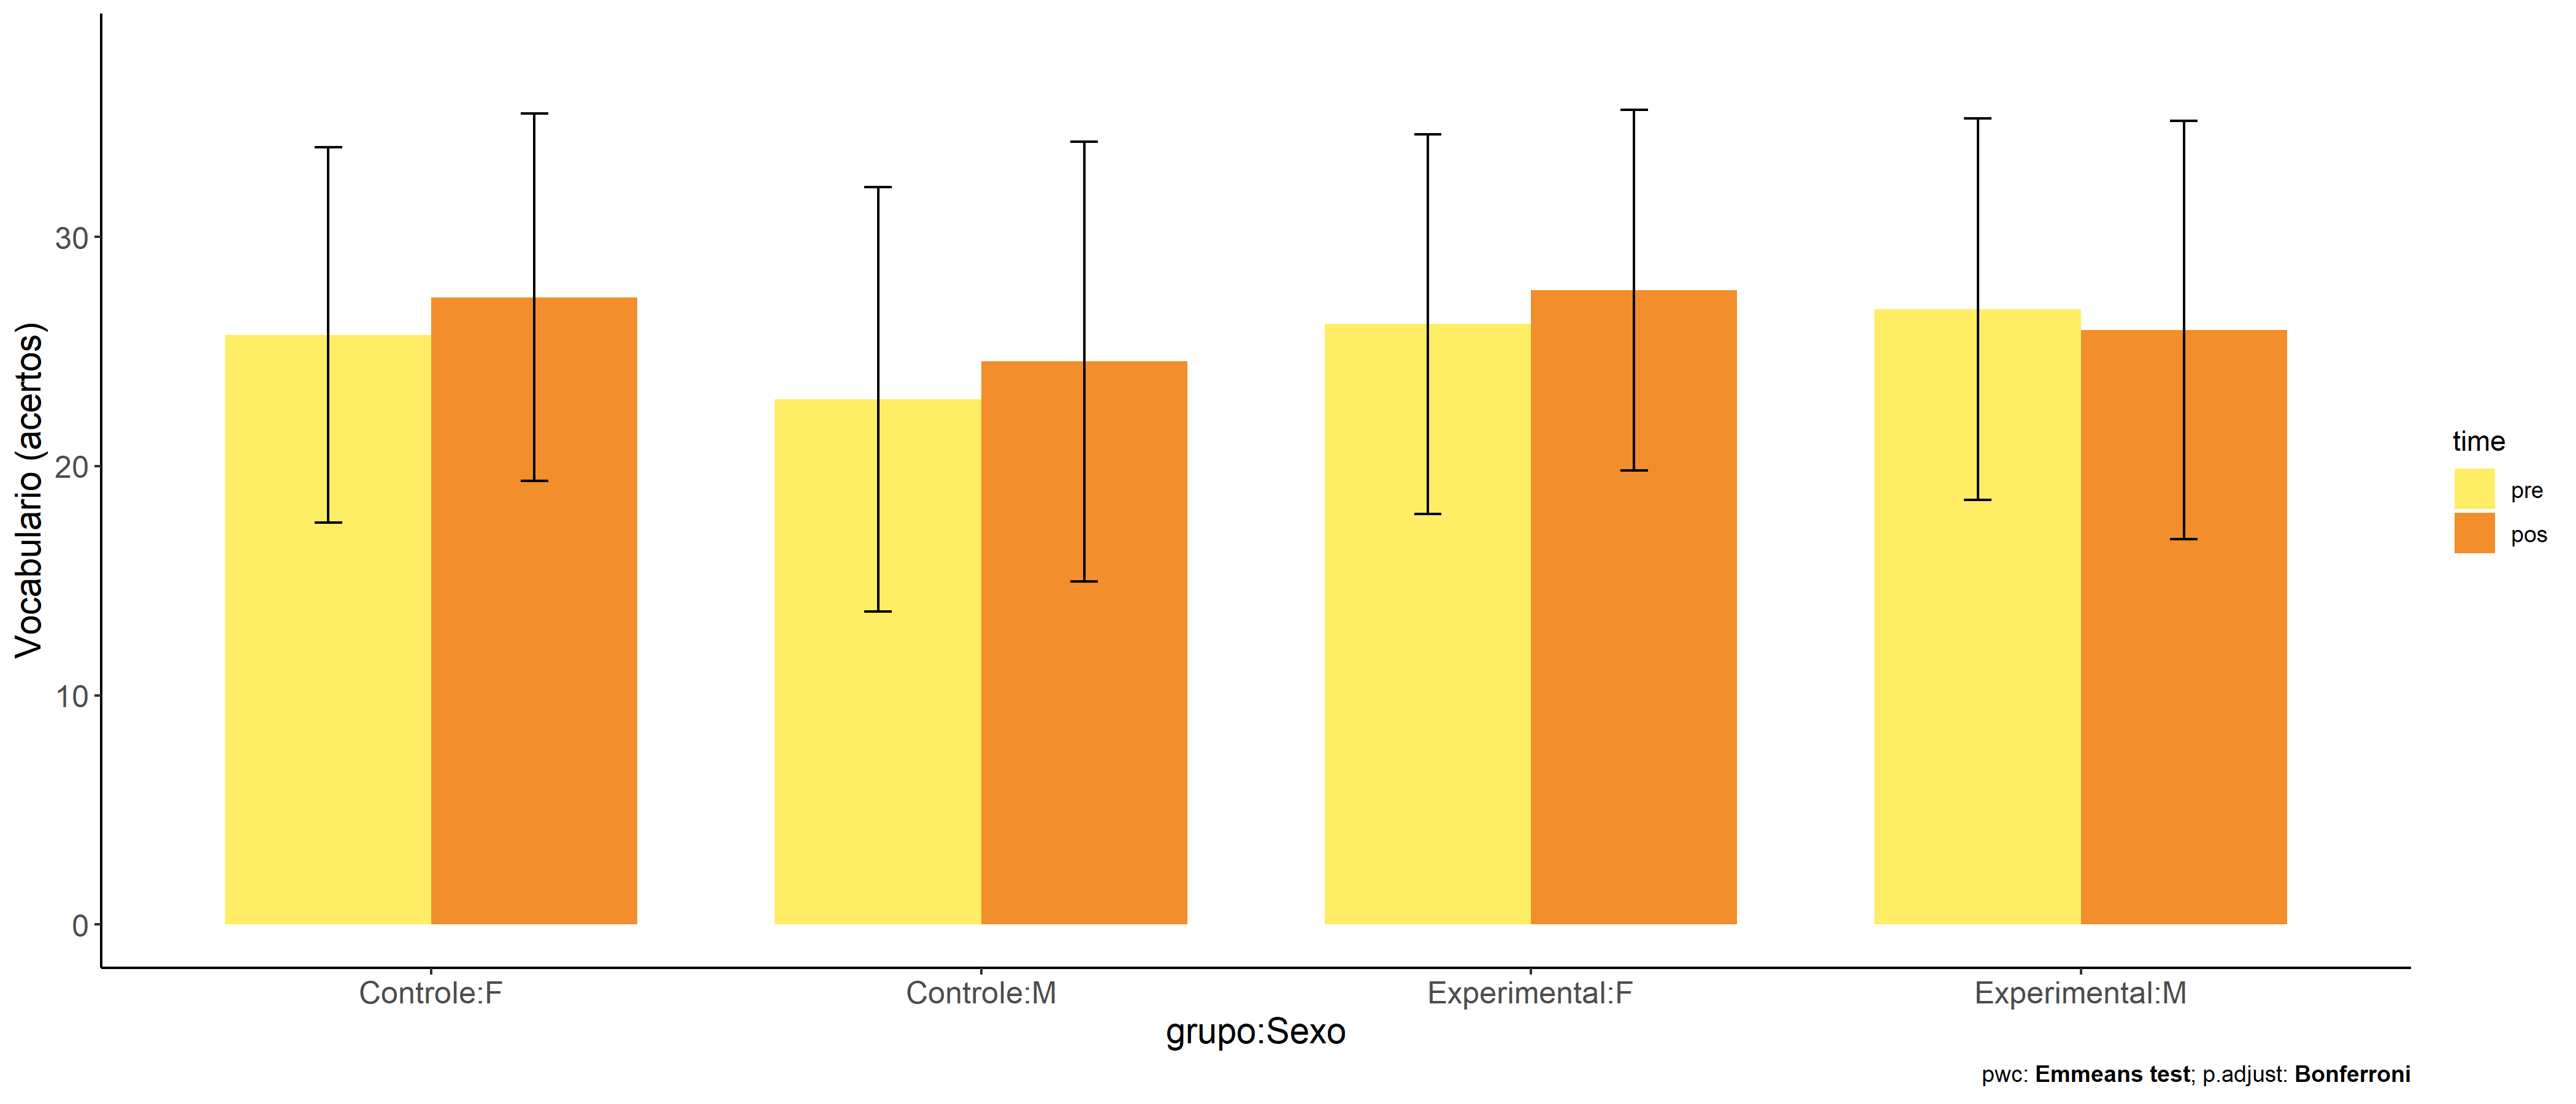 Vocabulario (acertos)
30
20
10
0
Controle:F
Controle:M
Experimental:F
Experimental:M
grupo:Sexo
time
pre
pos
pwc: Emmeans test; p.adjust: Bonferroni